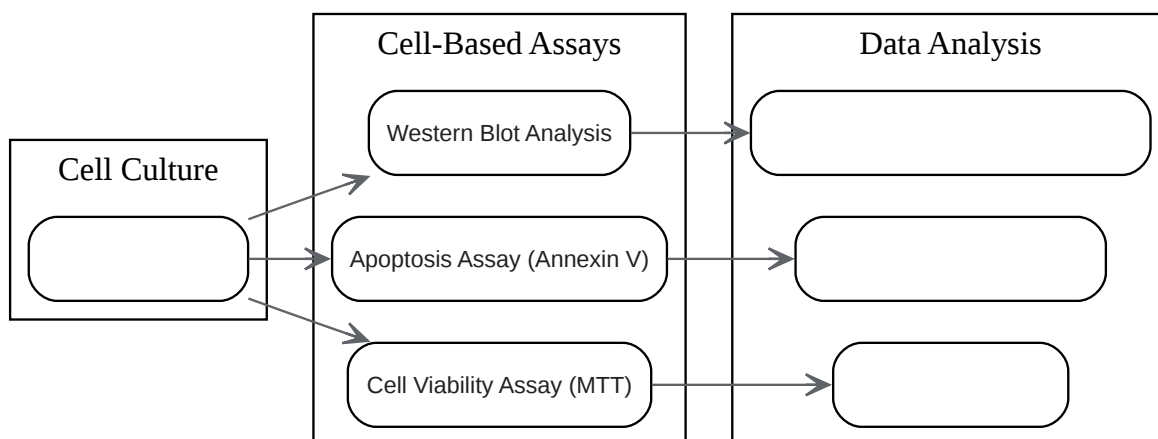 Cell-Based Assays
Data Analysis
Western Blot Analysis
Cell Culture
Apoptosis Assay (Annexin V)
Cell Viability Assay (MTT)